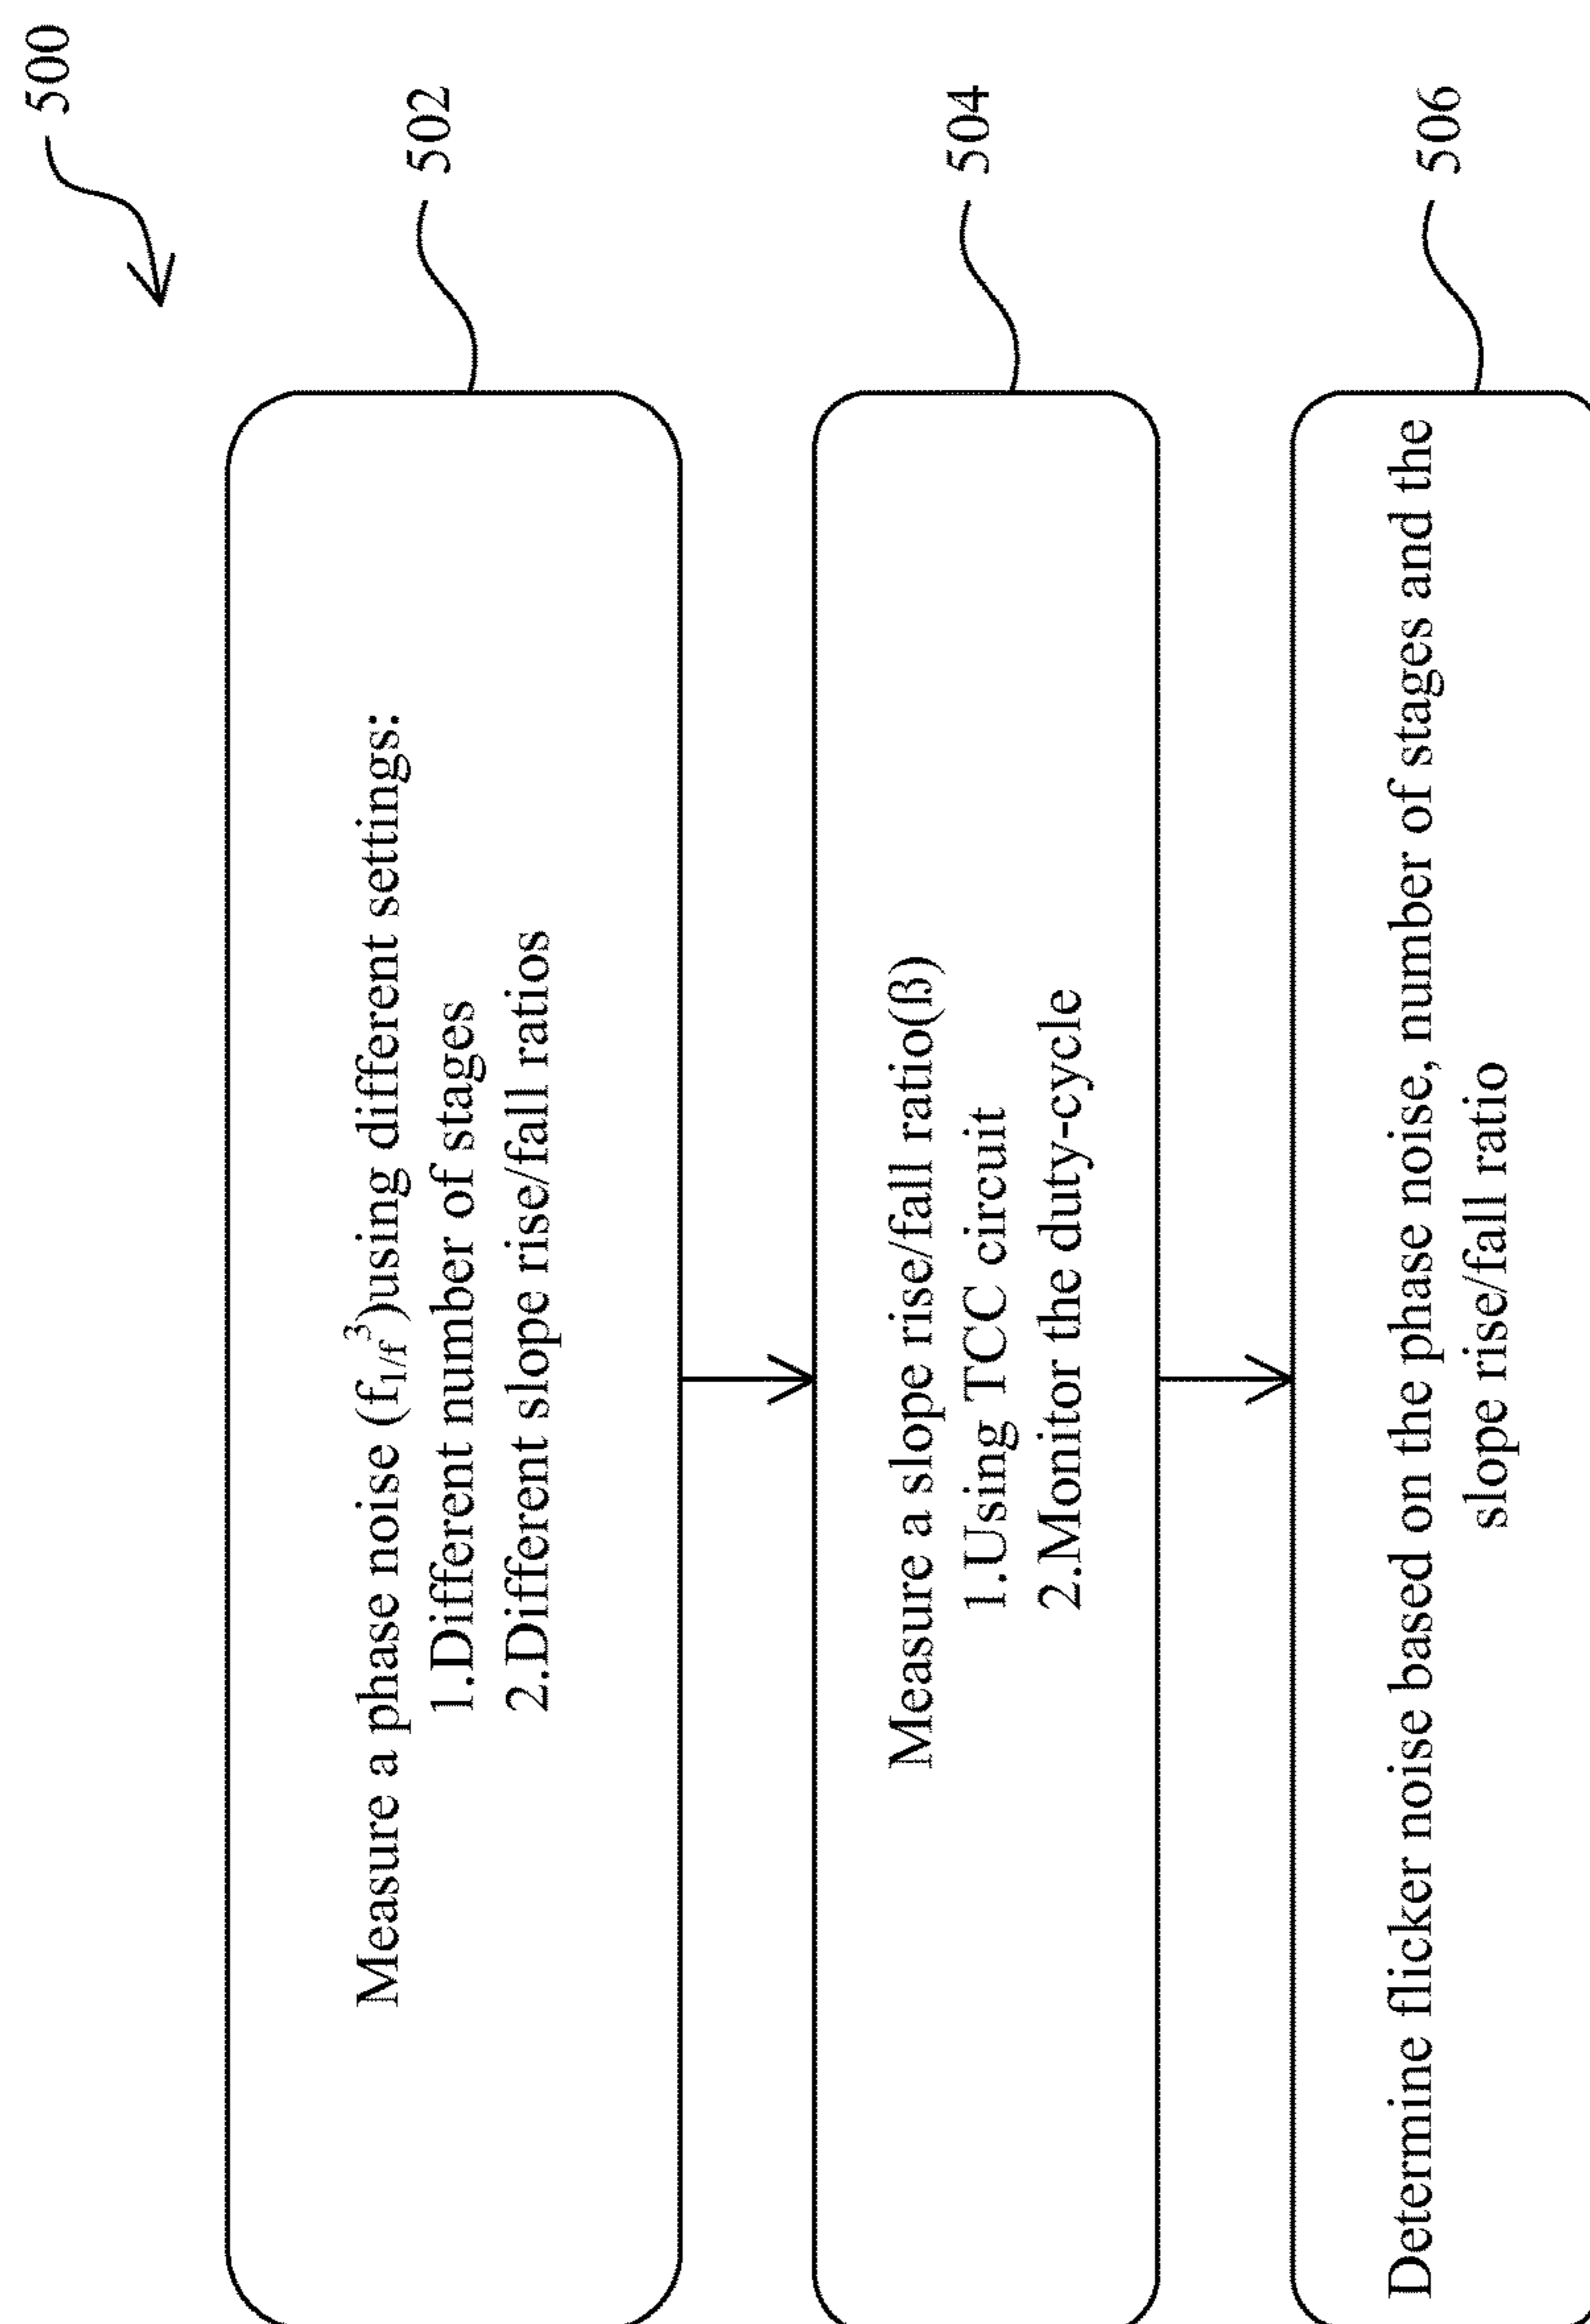 500
502
Measure a phase noise (f1/f3)using different settings:
1.Different number of stages
2.Different slope rise/fall ratios
504
Measure a slope rise/fall ratio(ß)
1.Using TCC circuit
2.Monitor the duty-cycle
506
Determine flicker noise based on the phase noise, number of stages and the
slope rise/fall ratio